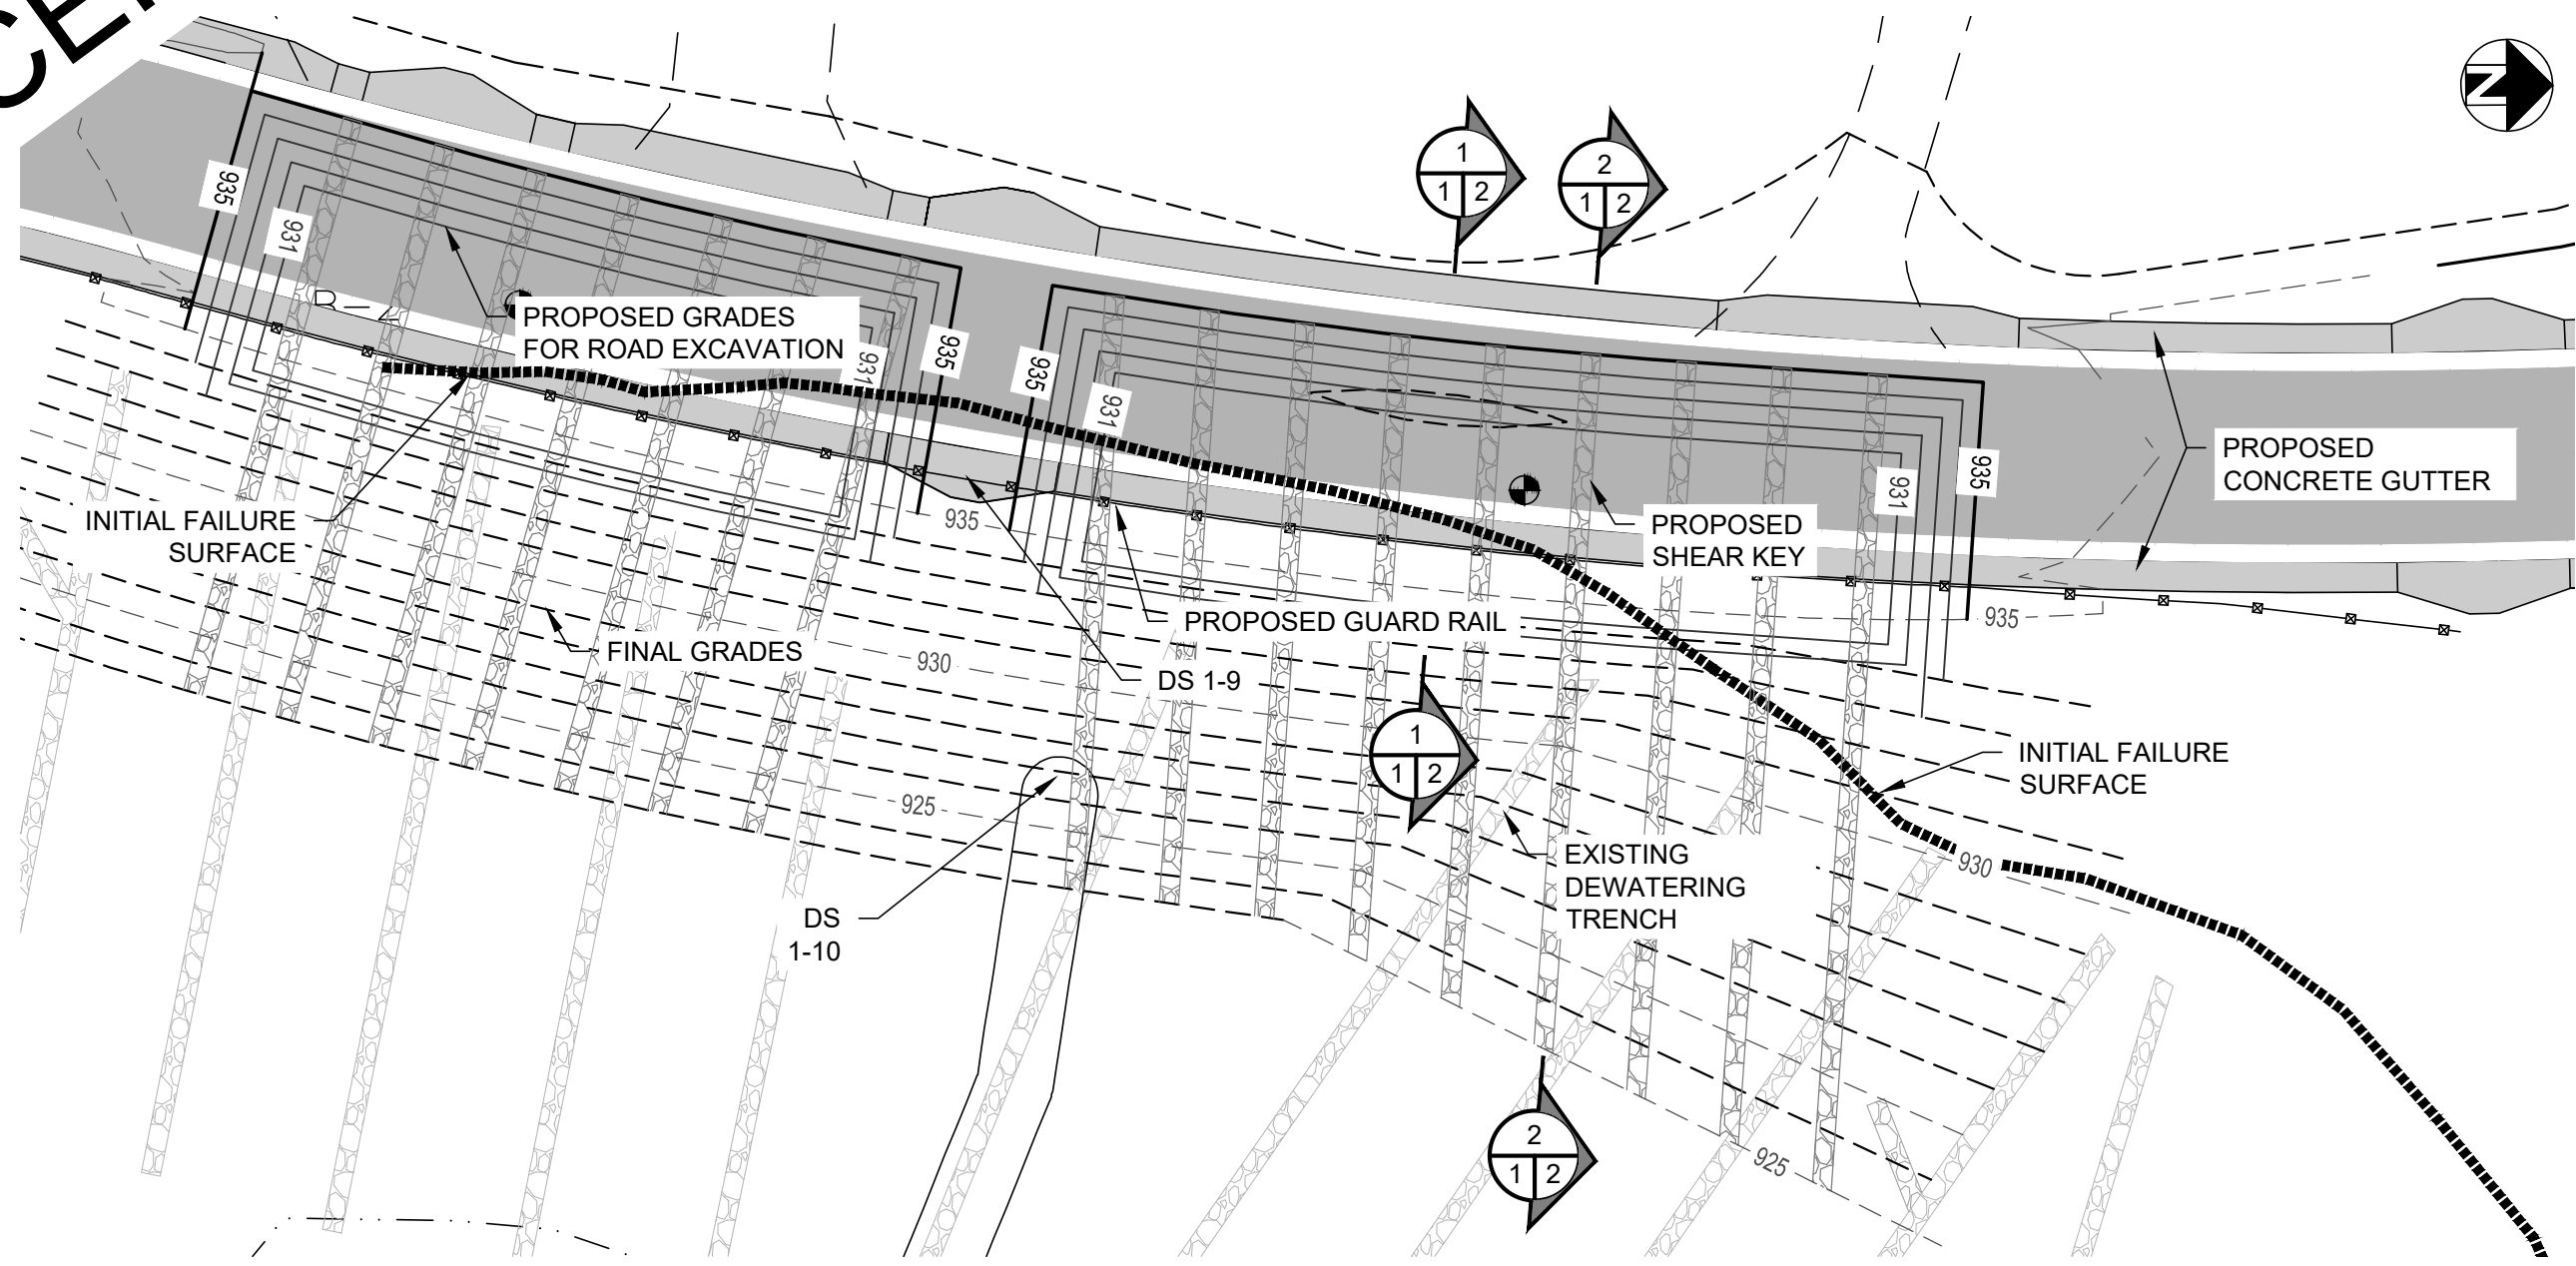 CE
N
1
1 2
2
1 2
935
931
B-2
PROPOSED GRADES
FOR ROAD EXCAVATION
931
935
935
931
931
935
PROPOSED
CONCRETE GUTTER
INITIAL FAILURE
SURFACE
935
PROPOSED
SHEAR KEY
PROPOSED GUARD RAIL
935
FINAL GRADES
930
DS 1-9
1
1 2
INITIAL FAILURE
SURFACE
925
EXISTING
DEWATERING
TRENCH
930
DS
1-10
2
1 2
925